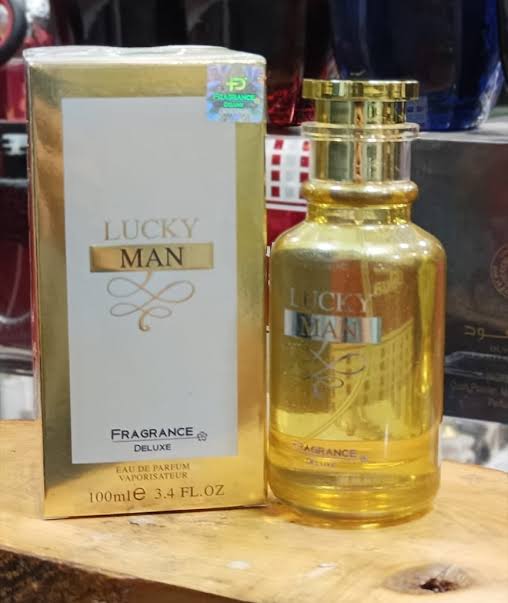 FRAGRANCE
DELUXE
LUCKY
MAN
FRAGRANCE
DELUXE
EAU DE PARFUM
VAPORISATEUR
100ml e 3.4 FL.OZ
LUCKY
MAN
FRAGRANCE
DELUXE